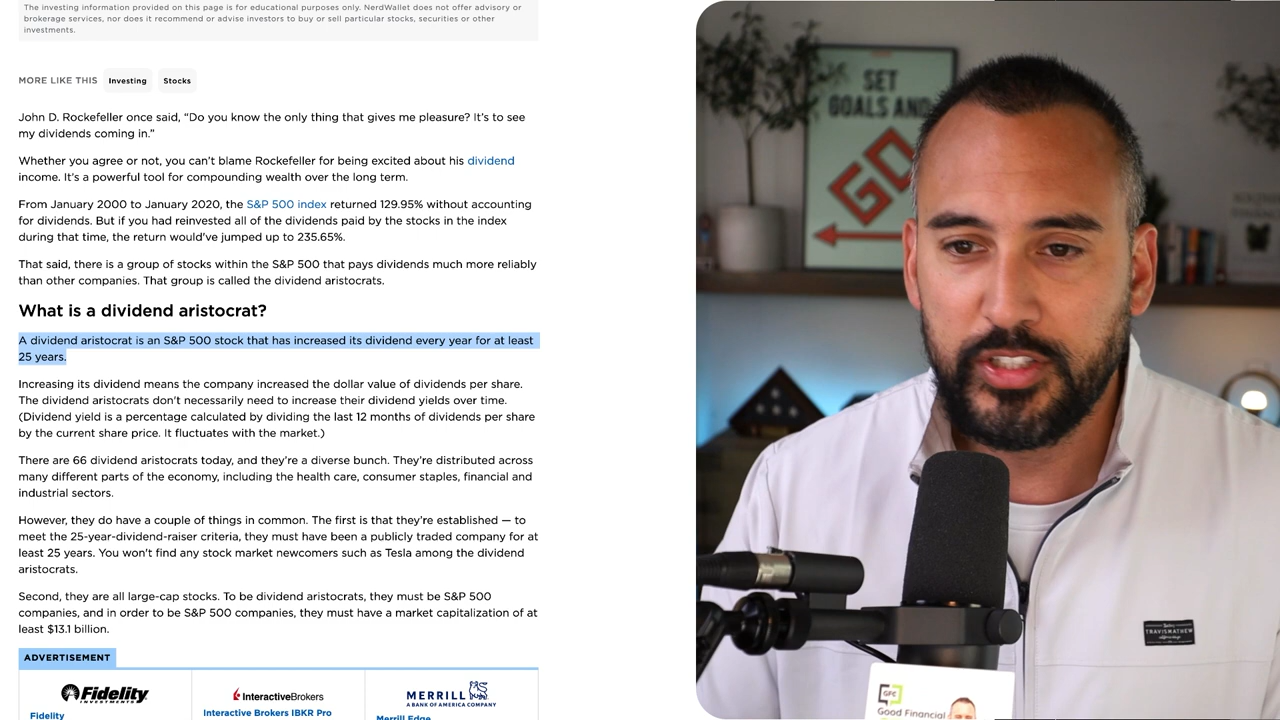 The investing information provided on this page is for educational purposes only. NerdWallet does not offer advisory or
brokerage services, nor does it recommend or advise investors to buy or sell particular stocks, securities or other
investments.
MORE LIKE THIS Investing Stocks
John D. Rockefeller once said, “Do you know the only thing that gives me pleasure? It’s to see
my dividends coming in.”
Whether you agree or not, you can’t blame Rockefeller for being excited about his dividend
income. It’s a powerful tool for compounding wealth over the long term.
From January 2000 to January 2020, the S&P 500 index returned 129.95% without accounting
for dividends. But if you had reinvested all of the dividends paid by the stocks in the index
during that time, the return would've jumped up to 235.65%.
That said, there is a group of stocks within the S&P 500 that pays dividends much more reliably
than other companies. That group is called the dividend aristocrats.
What is a dividend aristocrat?
A dividend aristocrat is an S&P 500 stock that has increased its dividend every year for at least
25 years.
Increasing its dividend means the company increased the dollar value of dividends per share.
The dividend aristocrats don't necessarily need to increase their dividend yields over time.
(Dividend yield is a percentage calculated by dividing the last 12 months of dividends per share
by the current share price. It fluctuates with the market.)
There are 66 dividend aristocrats today, and they’re a diverse bunch. They’re distributed across
many different parts of the economy, including the health care, consumer staples, financial and
industrial sectors.
However, they do have a couple of things in common. The first is that they’re established — to
meet the 25-year-dividend-raiser criteria, they must have been a publicly traded company for at
least 25 years. You won't find any stock market newcomers such as Tesla among the dividend
aristocrats.
Second, they are all large-cap stocks. To be dividend aristocrats, they must be S&P 500
companies, and in order to be S&P 500 companies, they must have a market capitalization of at
least $13.1 billion.
ADVERTISEMENT
Fidelity
INVESTMENTS
Fidelity
InteractiveBrokers
Interactive Brokers IBKR Pro
MERRILL
A BANK OF AMERICA COMPANY
Merrill Edge
SET
GOALS AND
GO
TRAVISMATHEW
GFC
Good Financial